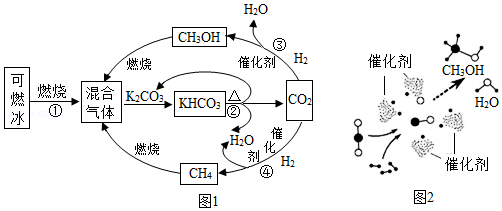 H₂O
CH₃OH
③
燃烧
催化剂
H₂
可燃冰
燃烧
①
混合气体
K₂CO₃
KHCO₃
△
②
CO₂
H₂O
催化剂
H₂
④
燃烧
CH₄
图1
催化剂
CH₃OH
H₂O
催化剂
图2